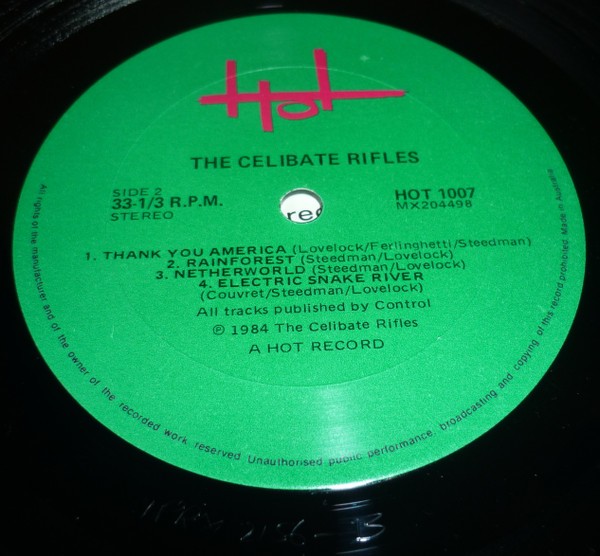 Hot
THE CELIBATE RIFLES
SIDE 2
33-1/3 R.P.M.
STEREO
HOT 1007
MX204498
rec
1. THANK YOU AMERICA (Lovelock/Ferlinghetti/Steedman)
2. RAINFOREST (Steedman/Lovelock)
3. NETHERWORLD (Steedman/Lovelock)
4. ELECTRIC SNAKE RIVER
(Couvret/Steedman/Lovelock)
All tracks published by Control
℗ 1984 The Celibate Rifles
A HOT RECORD
All rights of the manufacturer and of the owner of the recorded work reserved. Unauthorised public performance, broadcasting and copying of this record prohibited. Made in Australia